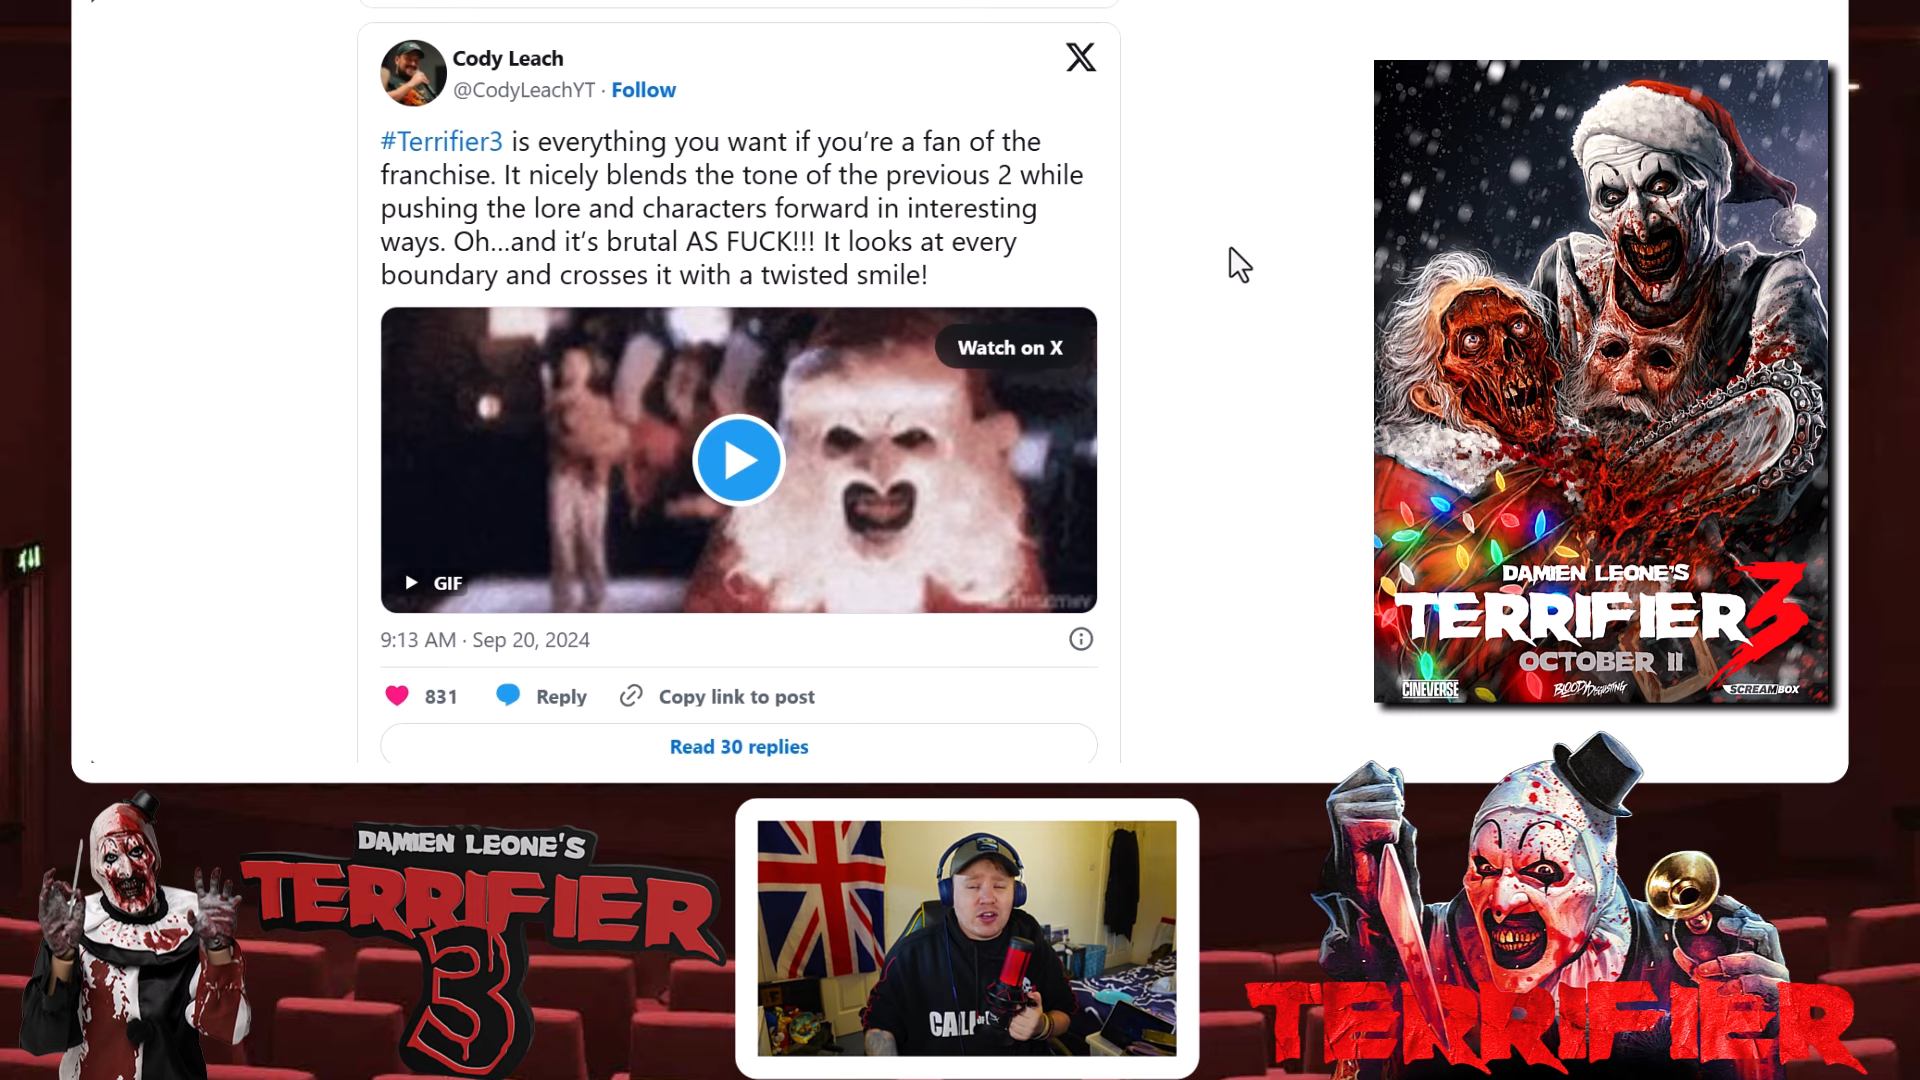 Cody Leach
@CodyLeachYT · Follow
#Terrifier3 is everything you want if you’re a fan of the
franchise. It nicely blends the tone of the previous 2 while
pushing the lore and characters forward in interesting
ways. Oh...and it’s brutal AS FUCK!!! It looks at every
boundary and crosses it with a twisted smile!
Watch on X
GIF
9:13 AM · Sep 20, 2024
831
Reply
Copy link to post
Read 30 replies
DAMIEN LEONE'S
TERRIFIER 3
OCTOBER 11
CINEVERSE
BLOODY DISGUSTING
SCREAMBOX
DAMIEN LEONE'S
TERRIFIER
3
CALL OF
TERRIFIER